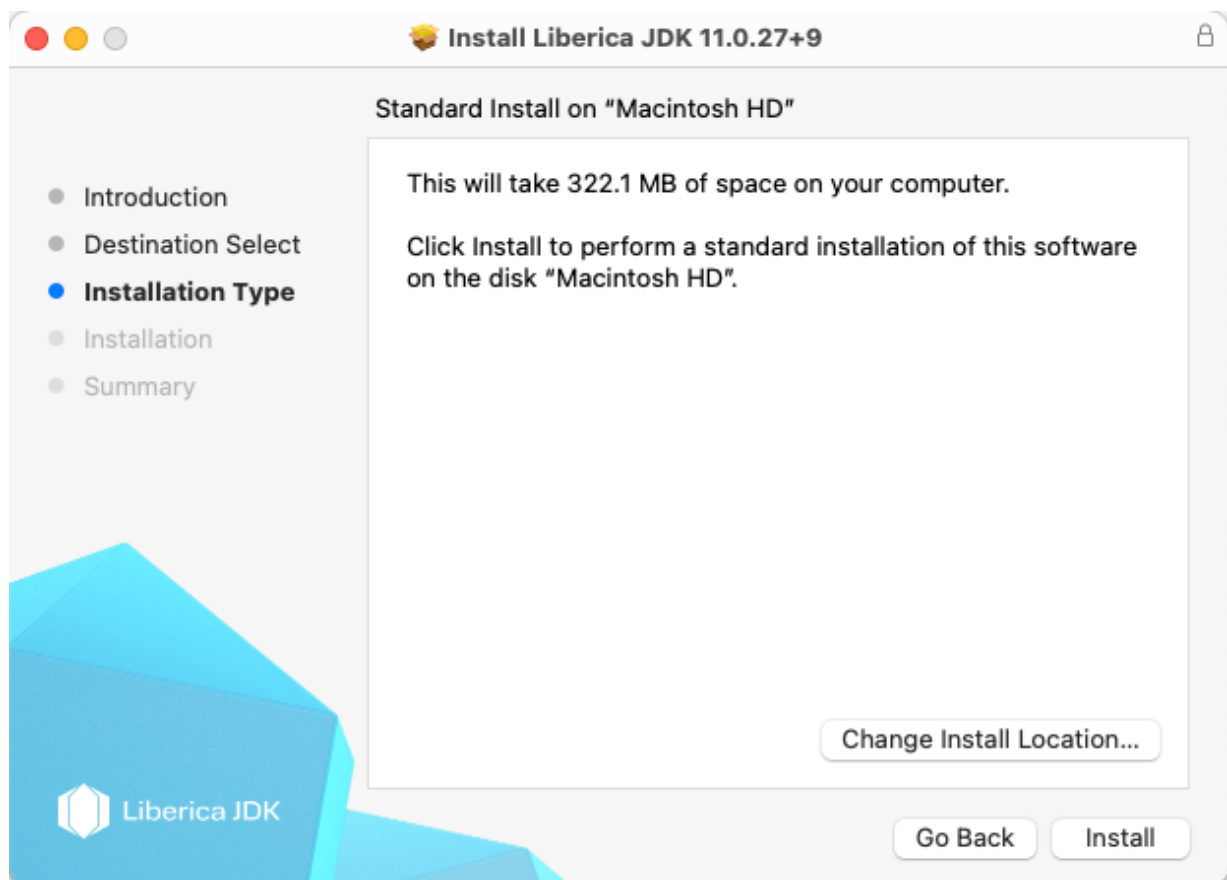 Install Liberica JDK 11.0.27+9
Standard Install on “Macintosh HD”
Introduction
Destination Select
Installation Type
Installation
Summary
This will take 322.1 MB of space on your computer.
Click Install to perform a standard installation of this software
on the disk “Macintosh HD”.
Change Install Location...
Liberica JDK
Go Back
Install